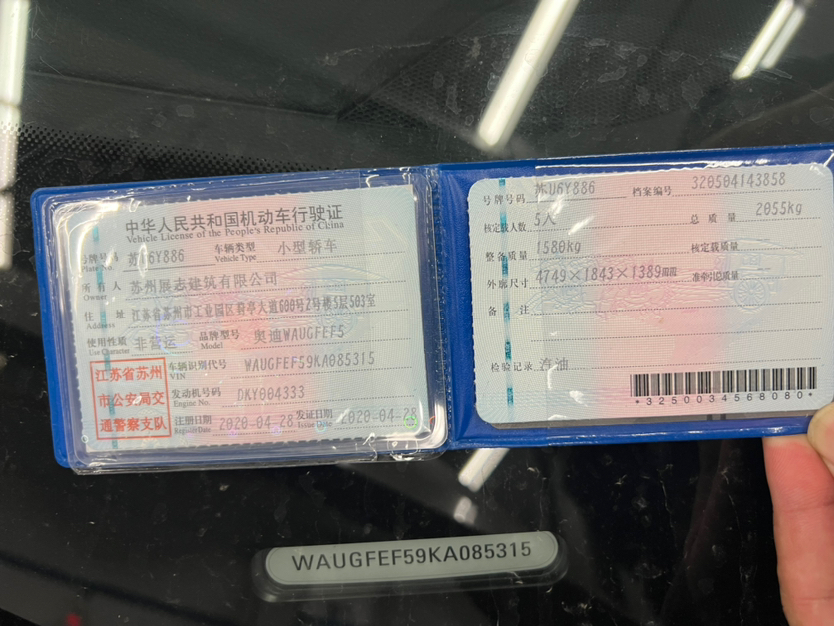 中华人民共和国机动车行驶证
Vehicle License of the People's Republic of China
号牌号码 Plate No. 苏U6Y886 车辆类型 Vehicle Type 小型轿车
所有人 Owner 苏州展志建筑有限公司
住址 Address 江苏省苏州市工业园区葑亭大道600号2号楼5层503室
使用性质 Use Character 非营运 品牌型号 Model 奥迪WAUGFEF5
江苏省苏州
市公安局交
通警察支队
车辆识别代号 VIN WAUGFEF59KA085315
发动机号码 Engine No. DKY004333
注册日期 Register Date 2020-04-28 发证日期 Issue Date 2020-04-28
号牌号码 苏U6Y886 档案编号 320504143858
核定载人数 5人 总质量 2055kg
整备质量 1580kg 核定载质量
外廓尺寸 4749×1843×1389 准牵引总质量
备注
检验记录 汽油
*3250034568080*
WAUGFEF59KA085315